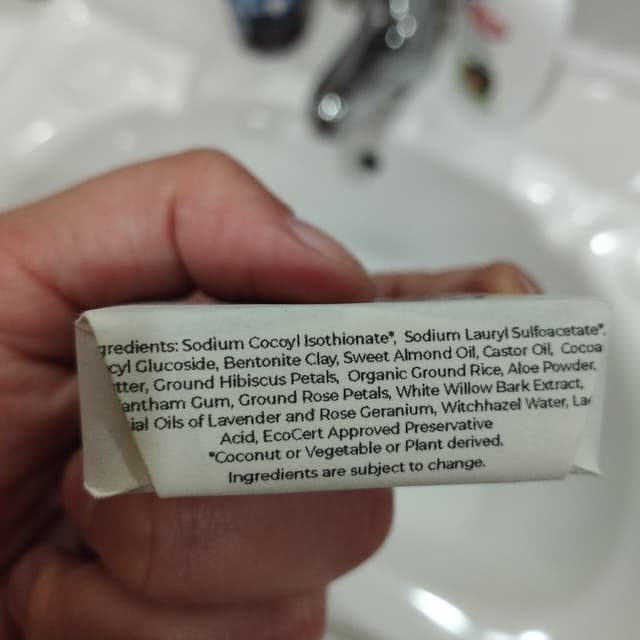 gredients: Sodium Cocoyl Isothionate*, Sodium Lauryl Sulfoacetate*,
cyl Glucoside, Bentonite Clay, Sweet Almond Oil, Castor Oil, Cocoa
tter, Ground Hibiscus Petals, Organic Ground Rice, Aloe Powder,
antham Gum, Ground Rose Petals, White Willow Bark Extract,
ial Oils of Lavender and Rose Geranium, Witchhazel Water, Lac
Acid, EcoCert Approved Preservative
*Coconut or Vegetable or Plant derived.
Ingredients are subject to change.